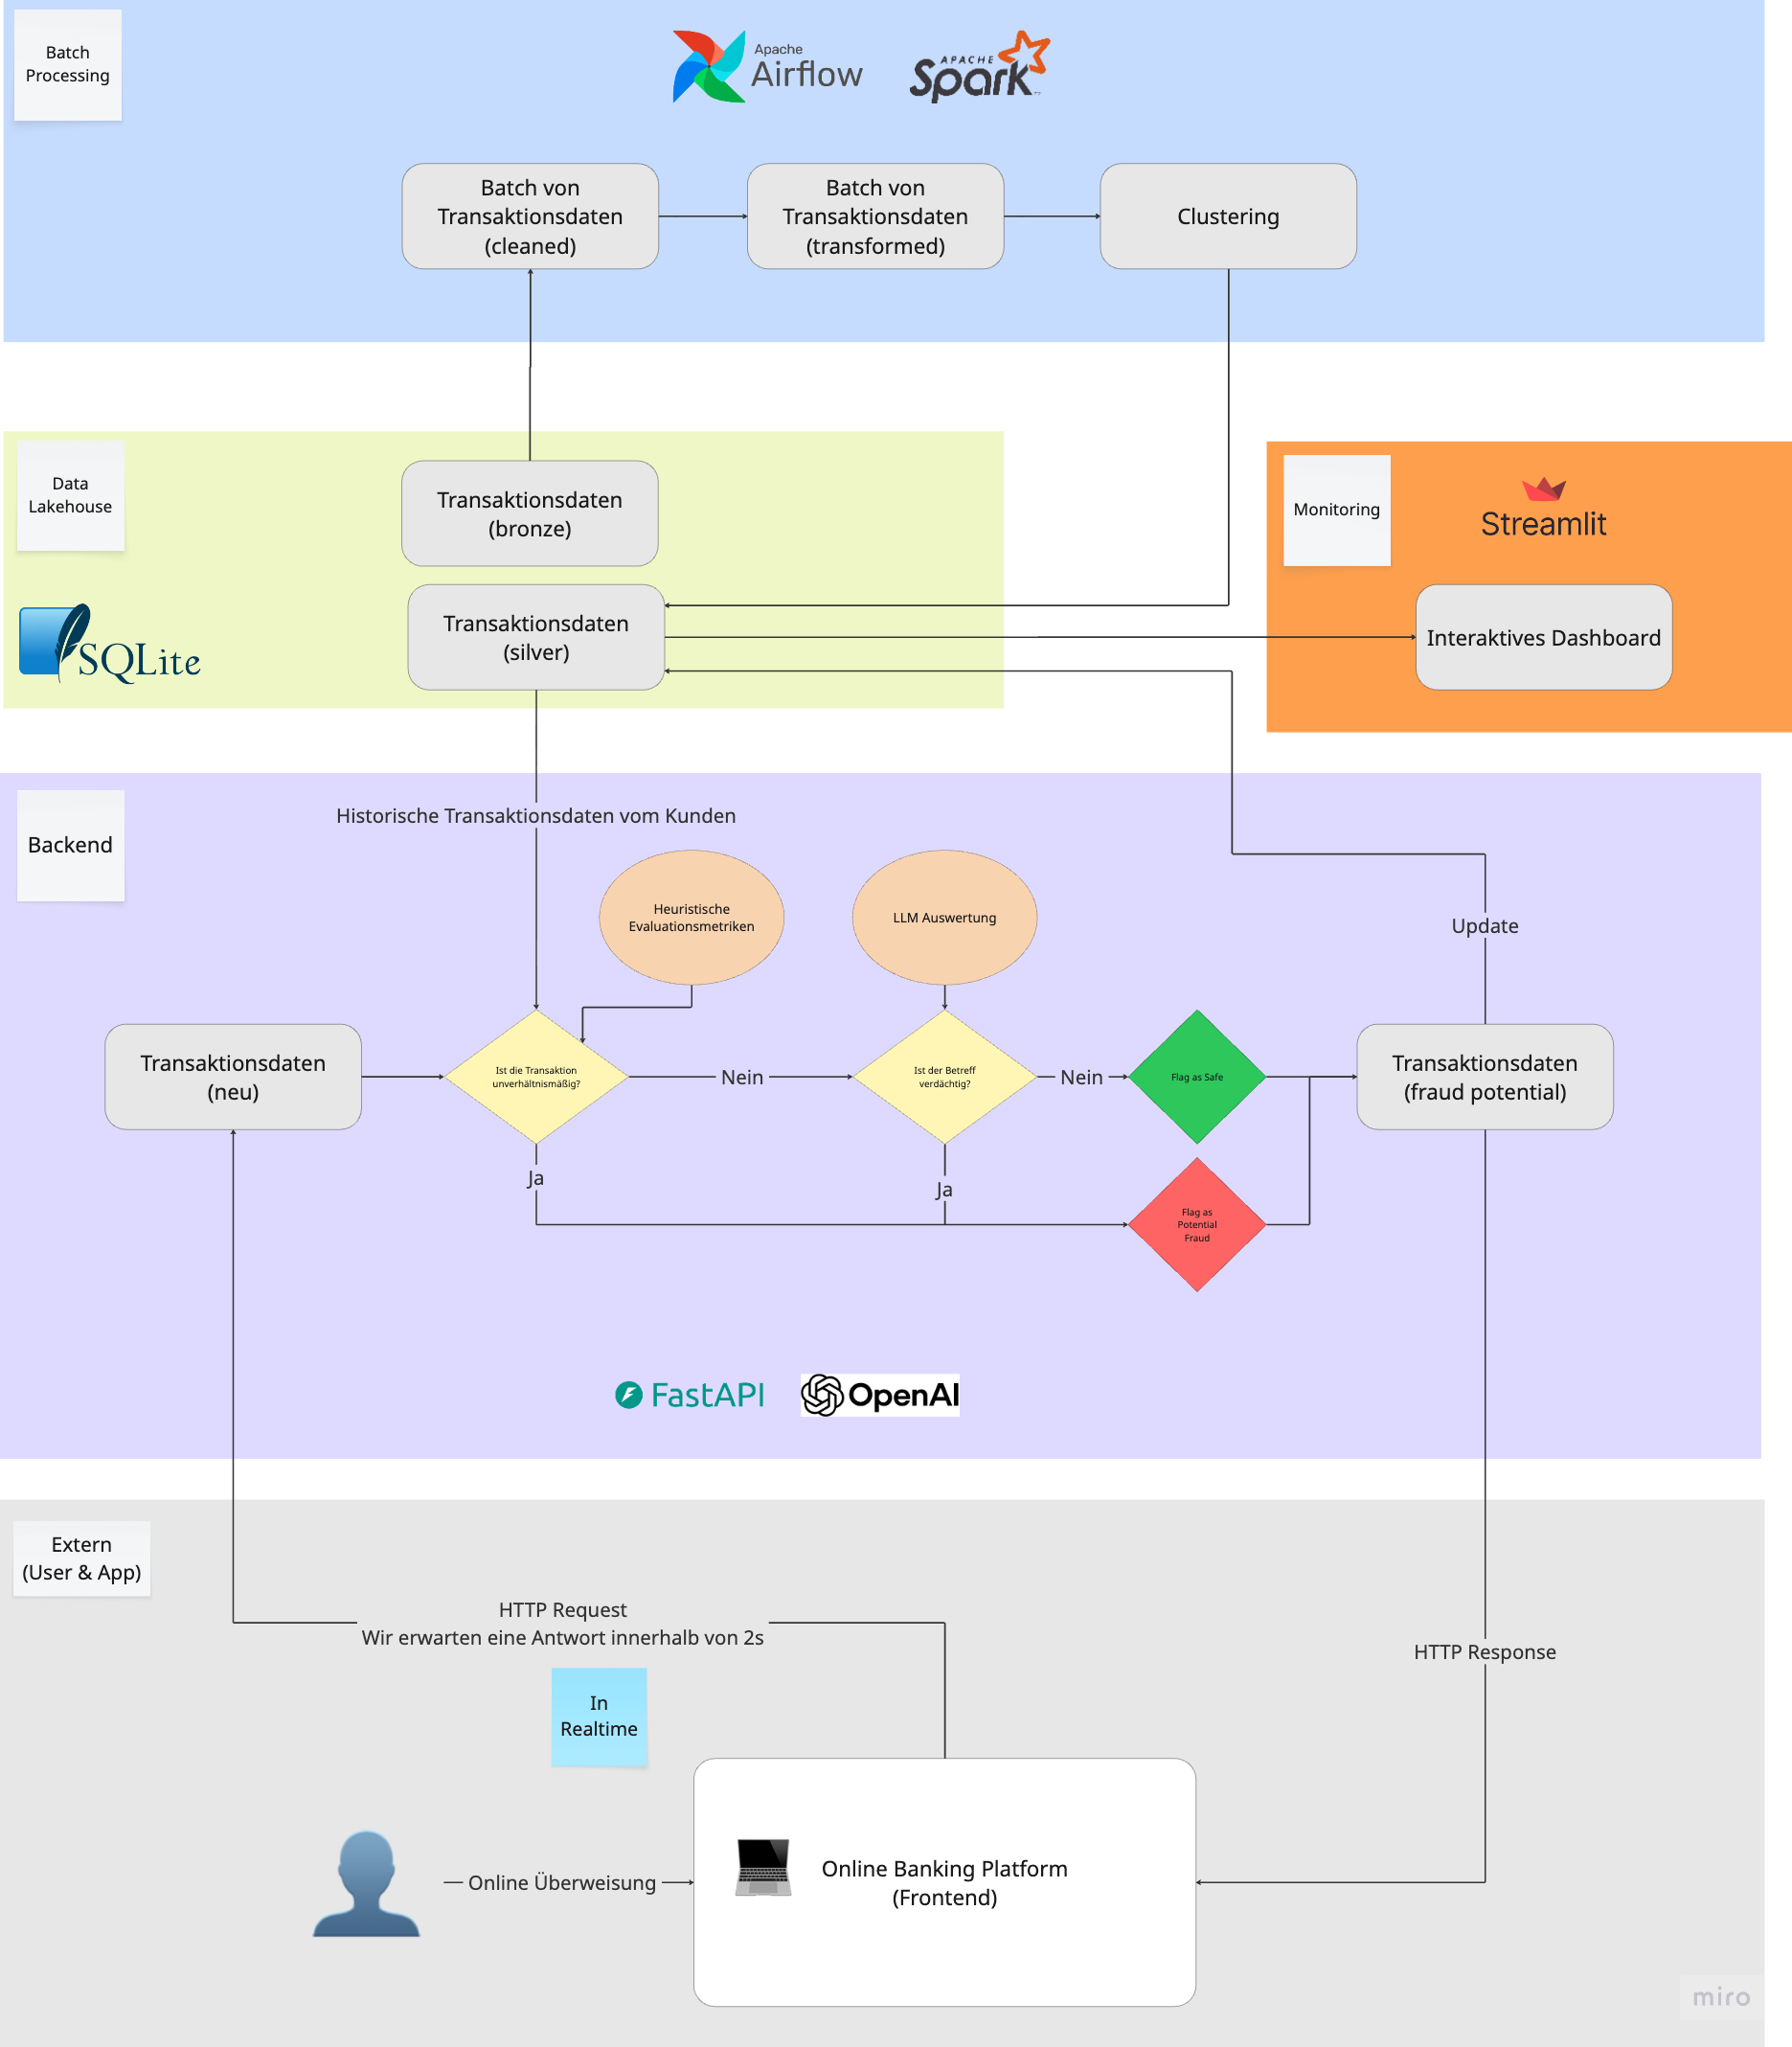 Batch
Processing
Apache
Airflow
APACHE
Spark
Batch von
Transaktionsdaten
(cleaned)
Batch von
Transaktionsdaten
(transformed)
Clustering
Data
Lakehouse
Transaktionsdaten
(bronze)
Monitoring
Streamlit
SQLite
Transaktionsdaten
(silver)
Interaktives Dashboard
Backend
Historische Transaktionsdaten vom Kunden
Heuristische
Evaluationsmetriken
LLM Auswertung
Update
Transaktionsdaten
(neu)
Ist die Transaktion
unverhältnismäßig?
Nein
Ist der Betreff
verdächtig?
Nein
Flag as Safe
Transaktionsdaten
(fraud potential)
Ja
Ja
Flag as
Potential
Fraud
FastAPI
OpenAI
Extern
(User & App)
HTTP Request
Wir erwarten eine Antwort innerhalb von 2s
HTTP Response
In
Realtime
Online Überweisung
Online Banking Platform
(Frontend)
miro